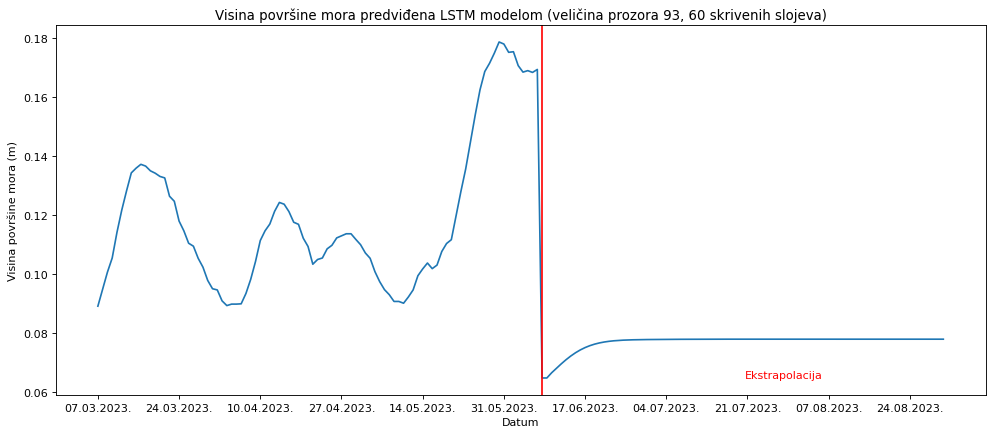 Visina površine mora predviđena LSTM modelom (veličina prozora 93, 60 skrivenih slojeva)
Visina površine mora (m)
0.18
0.16
0.14
0.12
0.10
0.08
0.06
Ekstrapolacija
07.03.2023. 24.03.2023. 10.04.2023. 27.04.2023. 14.05.2023. 31.05.2023. 17.06.2023. 04.07.2023. 21.07.2023. 07.08.2023. 24.08.2023.
Datum